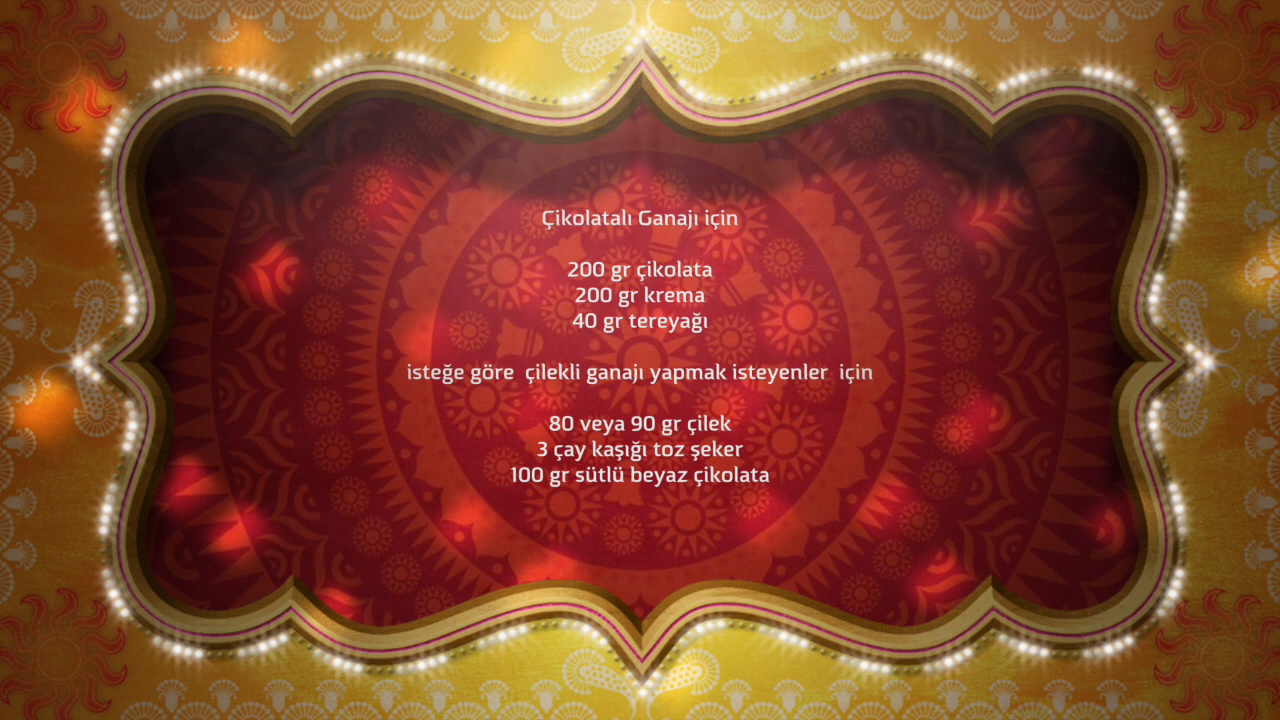 Çikolatalı Ganajı için
200 gr çikolata
200 gr krema
40 gr tereyağı
isteğe göre  çilekli ganajı yapmak isteyenler  için
80 veya 90 gr çilek
3 çay kaşığı toz şeker
100 gr sütlü beyaz çikolata